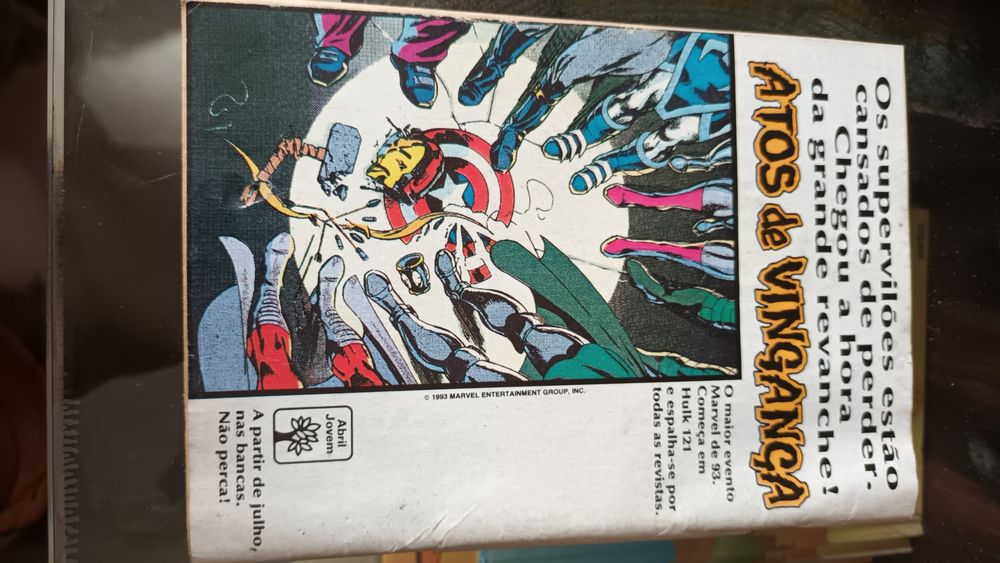 Os supervilões estão
cansados de perder.
Chegou a hora
da grande revanche!
ATOS de VINGANÇA
© 1993 MARVEL ENTERTAINMENT GROUP, INC.
O maior evento
Marvel de 93.
Começa em
Hulk 121
e espalha-se por
todas as revistas.
Abril
Jovem
A partir de julho,
nas bancas.
Não perca!